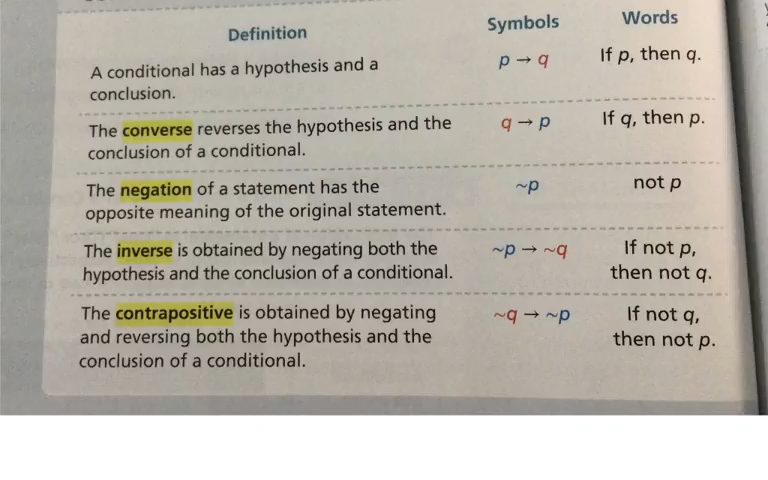 Definition Symbols Words
A conditional has a hypothesis and a p → q If p, then q.
conclusion.
The converse reverses the hypothesis and the q → p If q, then p.
conclusion of a conditional.
The negation of a statement has the ~p not p
opposite meaning of the original statement.
The inverse is obtained by negating both the ~p → ~q If not p,
hypothesis and the conclusion of a conditional. then not q.
The contrapositive is obtained by negating ~q → ~p If not q,
and reversing both the hypothesis and the then not p.
conclusion of a conditional.